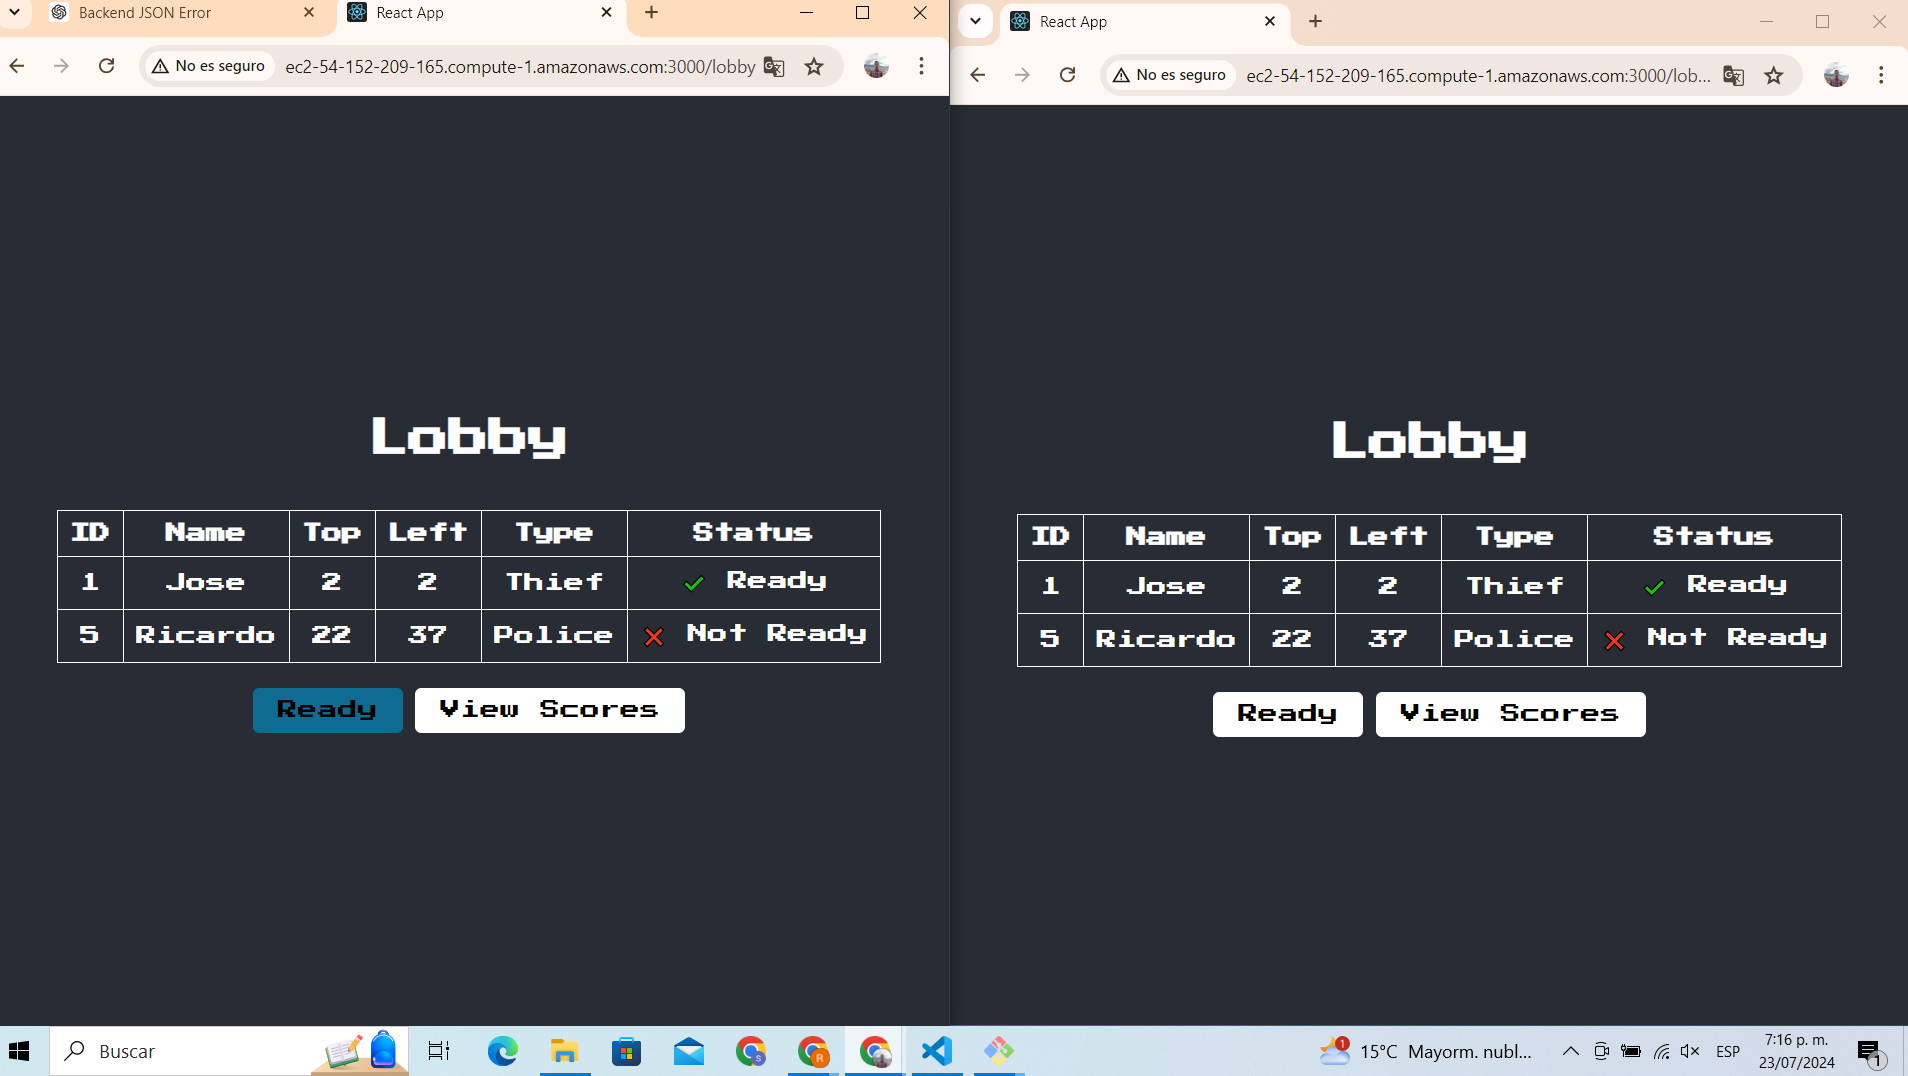 Backend JSON Error
React App
No es seguro
ec2-54-152-209-165.compute-1.amazonaws.com:3000/lobby
Lobby
ID Name Top Left Type Status
1 Jose 2 2 Thief Ready
5 Ricardo 22 37 Police Not Ready
Ready View Scores
React App
No es seguro
ec2-54-152-209-165.compute-1.amazonaws.com:3000/lob...
Lobby
ID Name Top Left Type Status
1 Jose 2 2 Thief Ready
5 Ricardo 22 37 Police Not Ready
Ready View Scores
Buscar
S
R
1
15°C Mayorm. nubl...
ESP
7:16 p. m.
23/07/2024
1